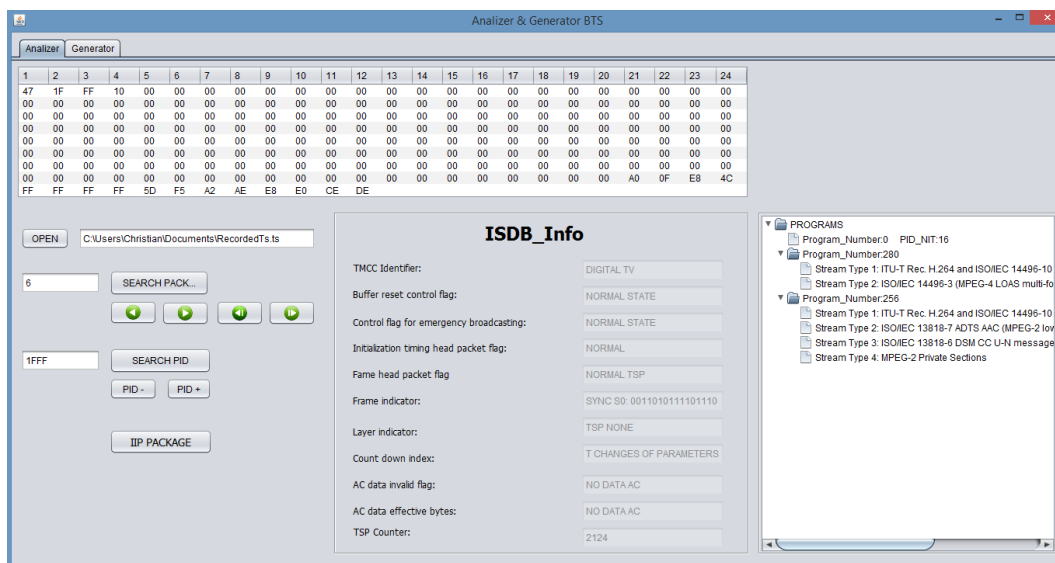 Analizer & Generator BTS
Analizer Generator
1 2 3 4 5 6 7 8 9 10 11 12 13 14 15 16 17 18 19 20 21 22 23 24
47 1F FF 10 00 00 00 00 00 00 00 00 00 00 00 00 00 00 00 00 00 00 00 00
00 00 00 00 00 00 00 00 00 00 00 00 00 00 00 00 00 00 00 00 00 00 00 00
00 00 00 00 00 00 00 00 00 00 00 00 00 00 00 00 00 00 00 00 00 00 00 00
00 00 00 00 00 00 00 00 00 00 00 00 00 00 00 00 00 00 00 00 00 00 00 00
00 00 00 00 00 00 00 00 00 00 00 00 00 00 00 00 00 00 00 00 00 00 00 00
00 00 00 00 00 00 00 00 00 00 00 00 00 00 00 00 00 00 00 00 00 00 00 00
00 00 00 00 00 00 00 00 00 00 00 00 00 00 00 00 00 00 00 00 00 00 00 00
00 00 00 00 00 00 00 00 00 00 00 00 00 00 00 00 00 00 00 00 A0 0F E8 4C
FF FF FF FF 5D F5 A2 AE E8 E0 CE DE
OPEN C:\Users\Christian\Documents\RecordedTs.ts
6 SEARCH PACK...
1FFF SEARCH PID
PID - PID +
IIP PACKAGE
ISDB_Info
TMCC Identifier: DIGITAL TV
Buffer reset control flag: NORMAL STATE
Control flag for emergency broadcasting: NORMAL STATE
Initialization timing head packet flag: NORMAL
Fame head packet flag NORMAL TSP
Frame indicator: SYNC S0: 0011010111101110
Layer indicator: TSP NONE
Count down index: T CHANGES OF PARAMETERS
AC data invalid flag: NO DATA AC
AC data effective bytes: NO DATA AC
TSP Counter: 2124
PROGRAMS
Program_Number:0 PID_NIT:16
Program_Number:280
Stream Type 1: ITU-T Rec. H.264 and ISO/IEC 14496-10
Stream Type 2: ISO/IEC 14496-3 (MPEG-4 LOAS multi-fo
Program_Number:256
Stream Type 1: ITU-T Rec. H.264 and ISO/IEC 14496-10
Stream Type 2: ISO/IEC 13818-7 ADTS AAC (MPEG-2 low
Stream Type 3: ISO/IEC 13818-6 DSM CC U-N message
Stream Type 4: MPEG-2 Private Sections